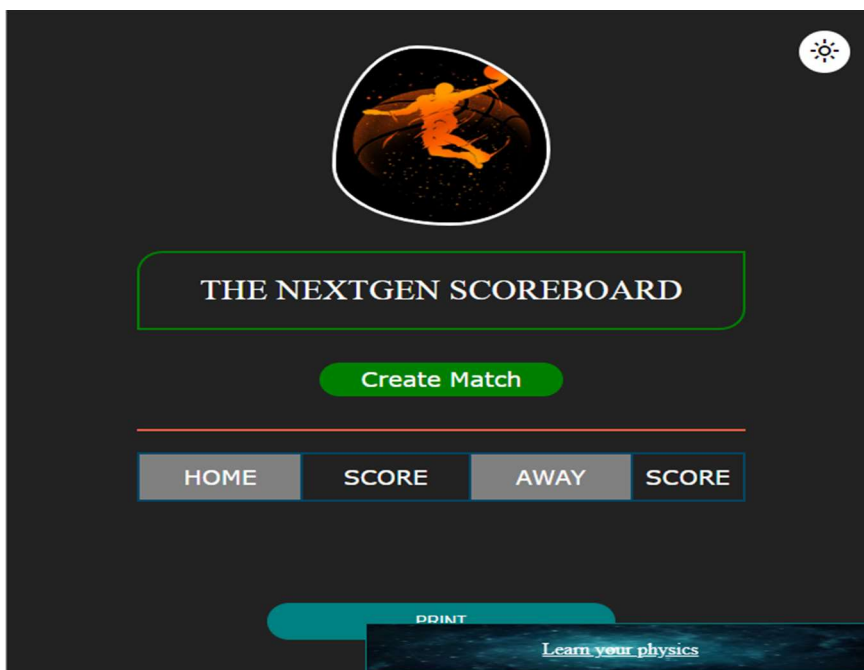 THE NEXTGEN SCOREBOARD
Create Match
HOME SCORE AWAY SCORE
PRINT
Learn your physics